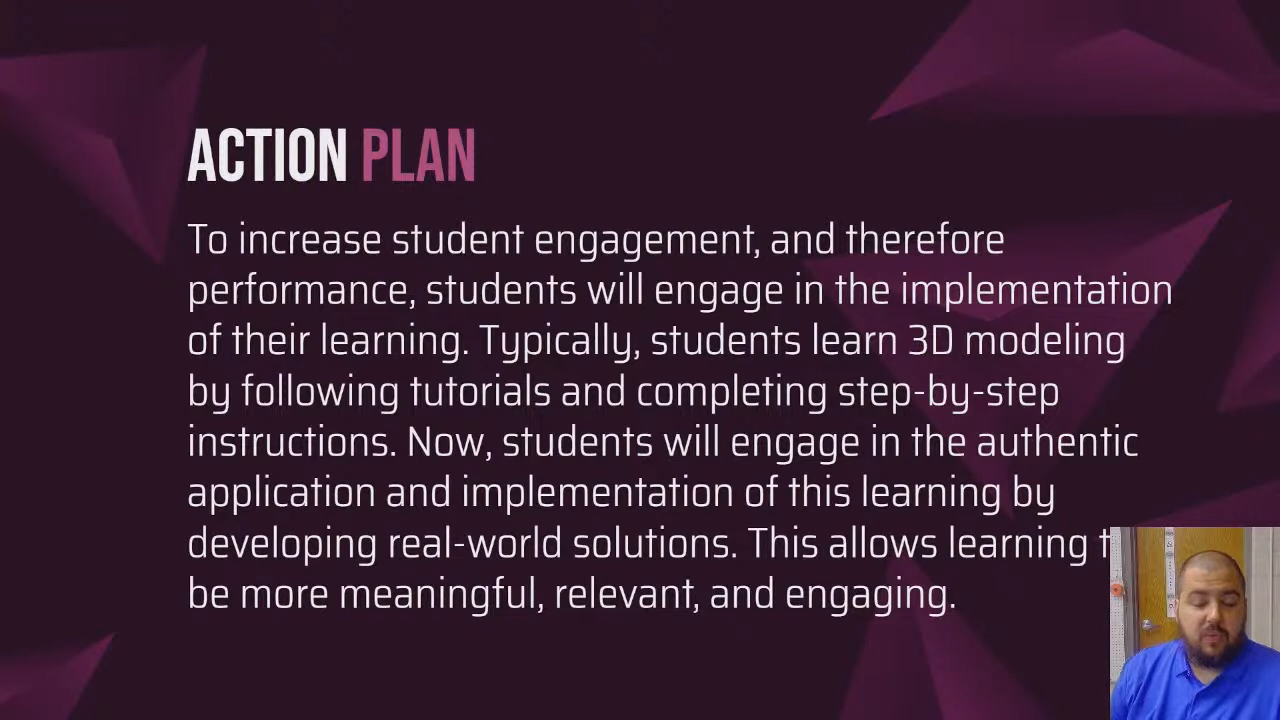 ACTION PLAN
To increase student engagement, and therefore
performance, students will engage in the implementation
of their learning. Typically, students learn 3D modeling
by following tutorials and completing step-by-step
instructions. Now, students will engage in the authentic
application and implementation of this learning by
developing real-world solutions. This allows learning
be more meaningful, relevant, and engaging.